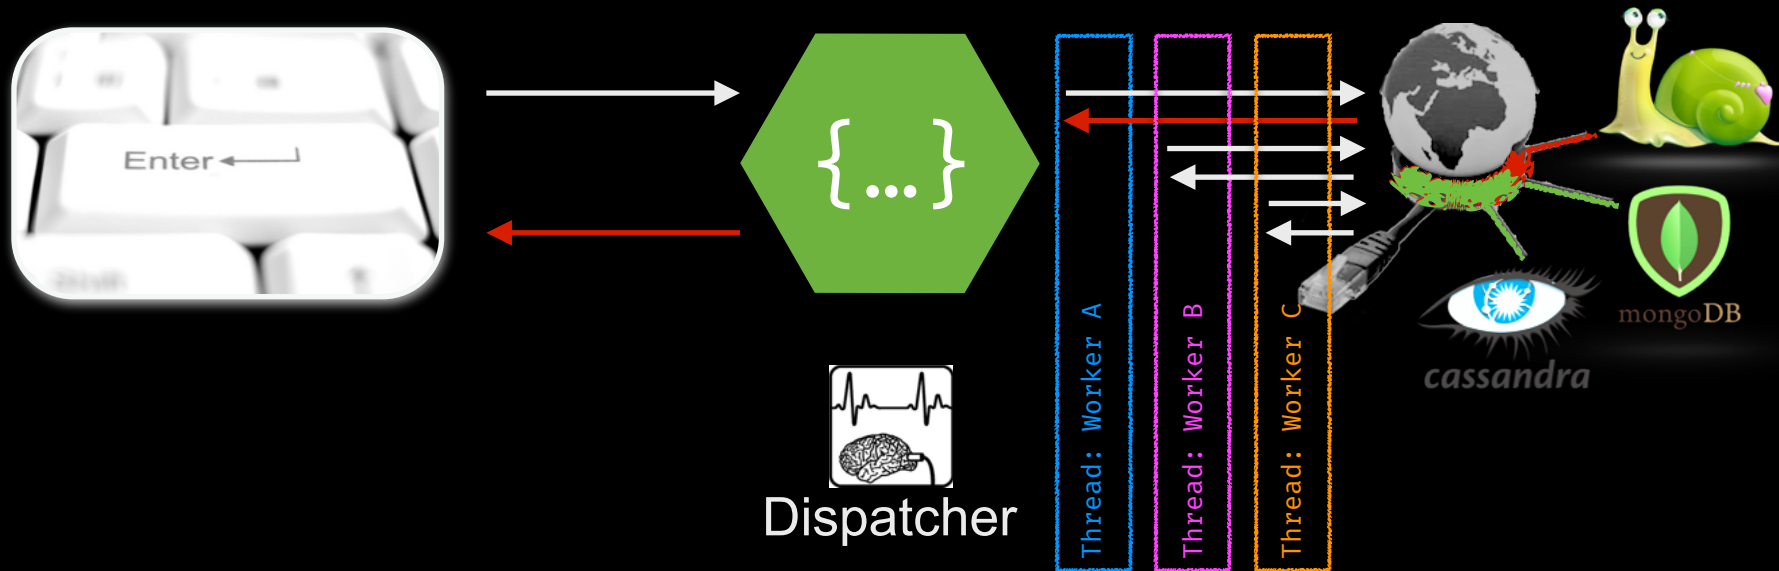 Enter
{...}
Dispatcher
Thread: Worker A
Thread: Worker B
Thread: Worker C
mongoDB
cassandra